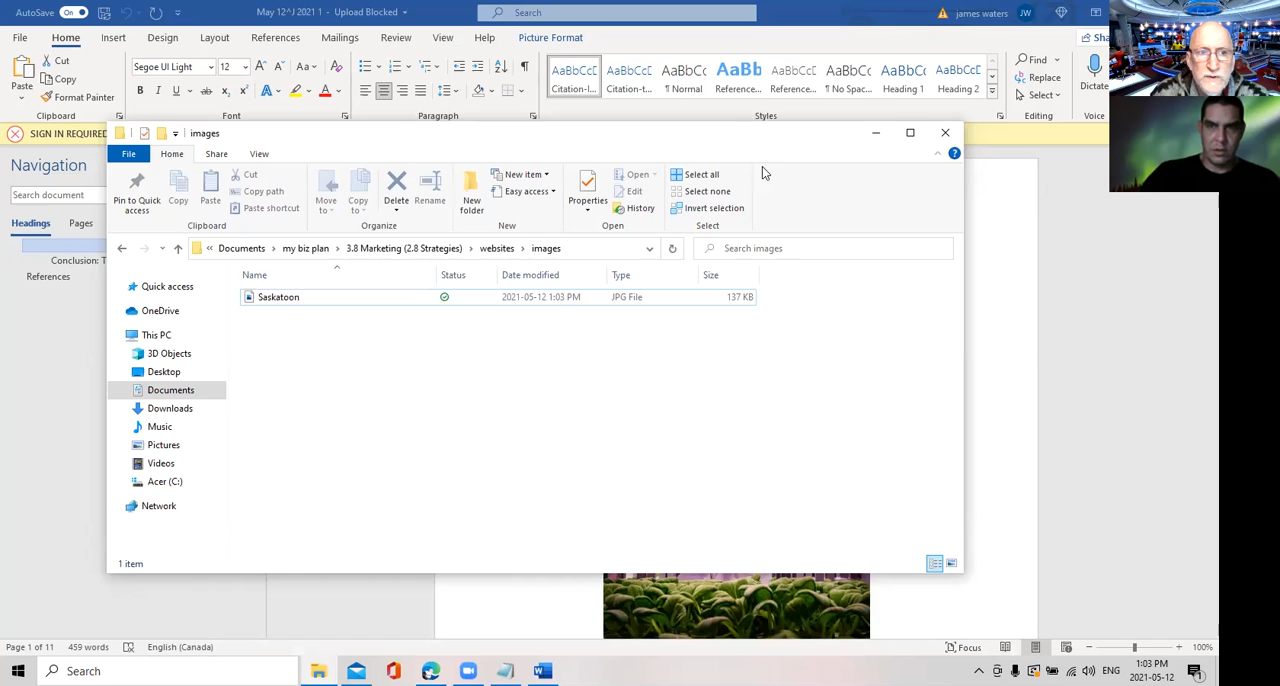 AutoSave On May 12^J 2021 1 - Upload Blocked Search james waters JW
File Home Insert Design Layout References Mailings Review View Help Picture Format
Paste Cut Copy Format Painter Clipboard
Segoe UI Light 12 Font
Paragraph
AaBbCcD AaBbCcD AaBbCc AaBb AaBbCcD AaBbCc AaBbCc AaBbCcD
Citation-l... Citation-t... ¶ Normal Reference... Reference... ¶ No Spac... Heading 1 Heading 2
Styles
Find Replace Select Editing
Dictate Voice
SIGN IN REQUIRED
Navigation
Search document
Headings Pages
Conclusion: T
References
images
File Home Share View
Pin to Quick access Copy Paste Cut Copy path Paste shortcut Clipboard
Move to Copy to Delete Rename Organize
New folder New item Easy access New
Properties Open Edit History Open
Select all Select none Invert selection Select
Documents my biz plan 3.8 Marketing (2.8 Strategies) websites images Search images
Name Status Date modified Type Size
Saskatoon 2021-05-12 1:03 PM JPG File 137 KB
Quick access
OneDrive
This PC
3D Objects
Desktop
Documents
Downloads
Music
Pictures
Videos
Acer (C:)
Network
1 item
Page 1 of 11 459 words English (Canada) Focus 100%
Search ENG 1:03 PM
2021-05-12